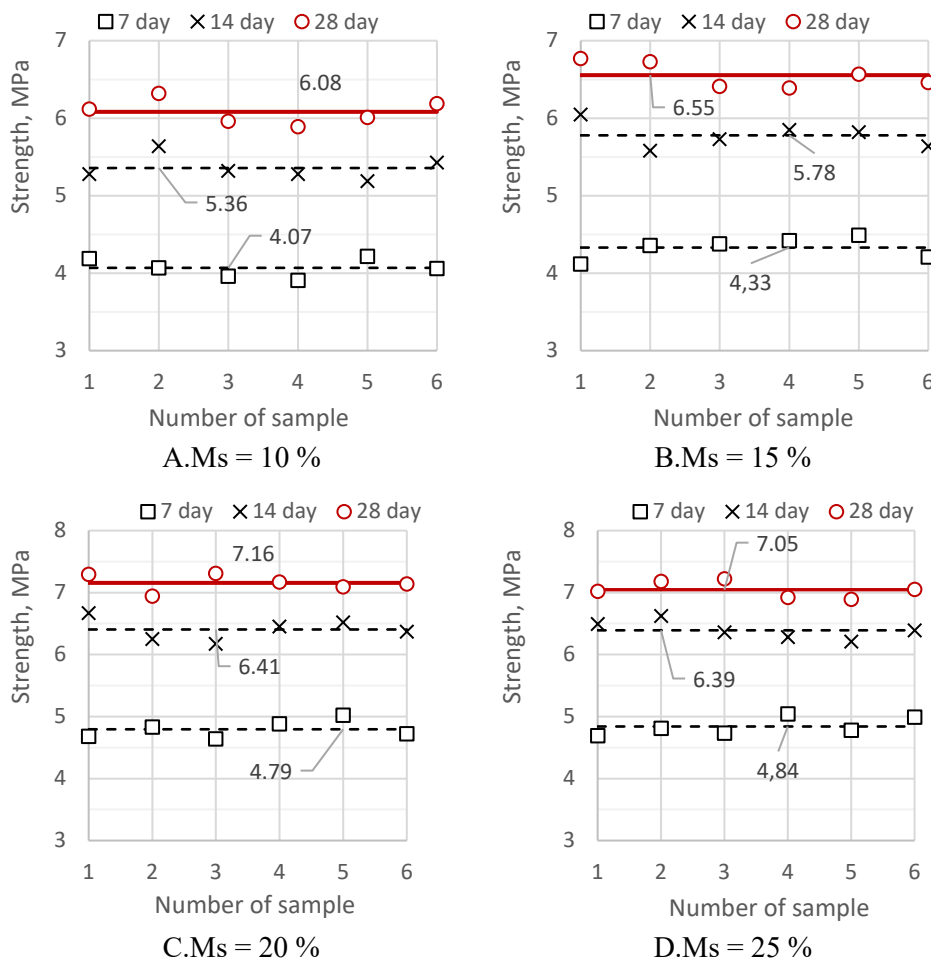 7 day 14 day 28 day
7
6.08
6
Strength, MPa
5.36
5
4.07
4
3
1 2 3 4 5 6
Number of sample
A.Ms = 10 %
7 day 14 day 28 day
7
6.55
6
Strength, MPa
5.78
5
4,33
4
3
1 2 3 4 5 6
Number of sample
B.Ms = 15 %
7 day 14 day 28 day
8
7.16
7
Strength, MPa
6.41
6
5
4.79
4
3
1 2 3 4 5 6
Number of sample
C.Ms = 20 %
7 day 14 day 28 day
8
7.05
7
Strength, MPa
6.39
6
5
4,84
4
3
1 2 3 4 5 6
Number of sample
D.Ms = 25 %